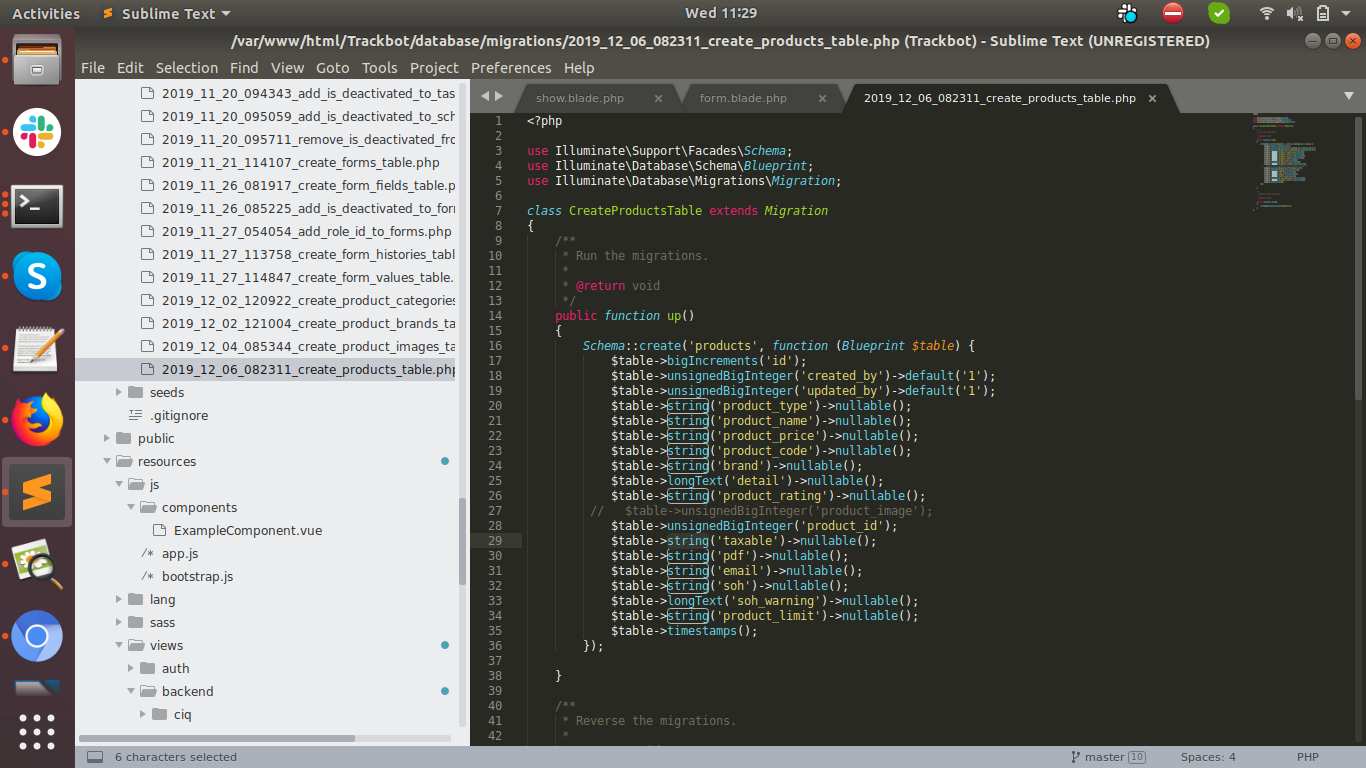 Activities Sublime Text Wed 11:29
/var/www/html/Trackbot/database/migrations/2019_12_06_082311_create_products_table.php (Trackbot) - Sublime Text (UNREGISTERED)
File Edit Selection Find View Goto Tools Project Preferences Help
2019_11_20_094343_add_is_deactivated_to_tas
2019_11_20_095059_add_is_deactivated_to_sch
2019_11_20_095711_remove_is_deactivated_fro
2019_11_21_114107_create_forms_table.php
2019_11_26_081917_create_form_fields_table.p
2019_11_26_085225_add_is_deactivated_to_for
2019_11_27_054054_add_role_id_to_forms.php
2019_11_27_113758_create_form_histories_tabl
2019_11_27_114847_create_form_values_table.
2019_12_02_120922_create_product_categories
2019_12_02_121004_create_product_brands_ta
2019_12_04_085344_create_product_images_ta
2019_12_06_082311_create_products_table.php
seeds
.gitignore
public
resources
js
components
ExampleComponent.vue
/* app.js
/* bootstrap.js
lang
sass
views
auth
backend
ciq
show.blade.php × form.blade.php × 2019_12_06_082311_create_products_table.php ×
1 <?php
2
3 use Illuminate\Support\Facades\Schema;
4 use Illuminate\Database\Schema\Blueprint;
5 use Illuminate\Database\Migrations\Migration;
6
7 class CreateProductsTable extends Migration
8 {
9 /**
10 * Run the migrations.
11 *
12 * @return void
13 */
14 public function up()
15 {
16 Schema::create('products', function (Blueprint $table) {
17 $table->bigIncrements('id');
18 $table->unsignedBigInteger('created_by')->default('1');
19 $table->unsignedBigInteger('updated_by')->default('1');
20 $table->string('product_type')->nullable();
21 $table->string('product_name')->nullable();
22 $table->string('product_price')->nullable();
23 $table->string('product_code')->nullable();
24 $table->string('brand')->nullable();
25 $table->longText('detail')->nullable();
26 $table->string('product_rating')->nullable();
27 // $table->unsignedBigInteger('product_image');
28 $table->unsignedBigInteger('product_id');
29 $table->string('taxable')->nullable();
30 $table->string('pdf')->nullable();
31 $table->string('email')->nullable();
32 $table->string('soh')->nullable();
33 $table->longText('soh_warning')->nullable();
34 $table->string('product_limit')->nullable();
35 $table->timestamps();
36 });
37
38 }
39
40 /**
41 * Reverse the migrations.
42 *
6 characters selected master 10 Spaces: 4 PHP